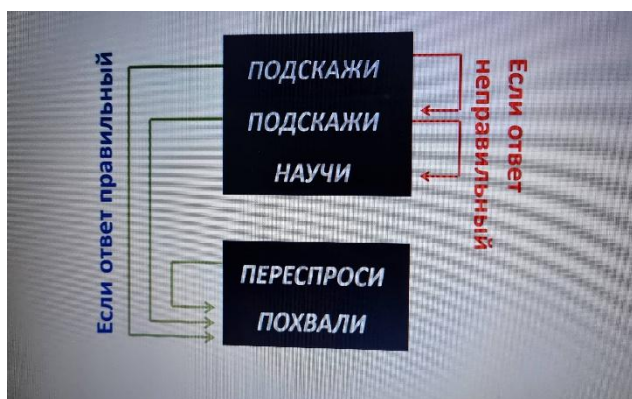 Если ответ правильный
ПОДСКАЖИ
ПОДСКАЖИ
НАУЧИ
ПЕРЕСПРОСИ
ПОХВАЛИ
Если ответ
неправильный